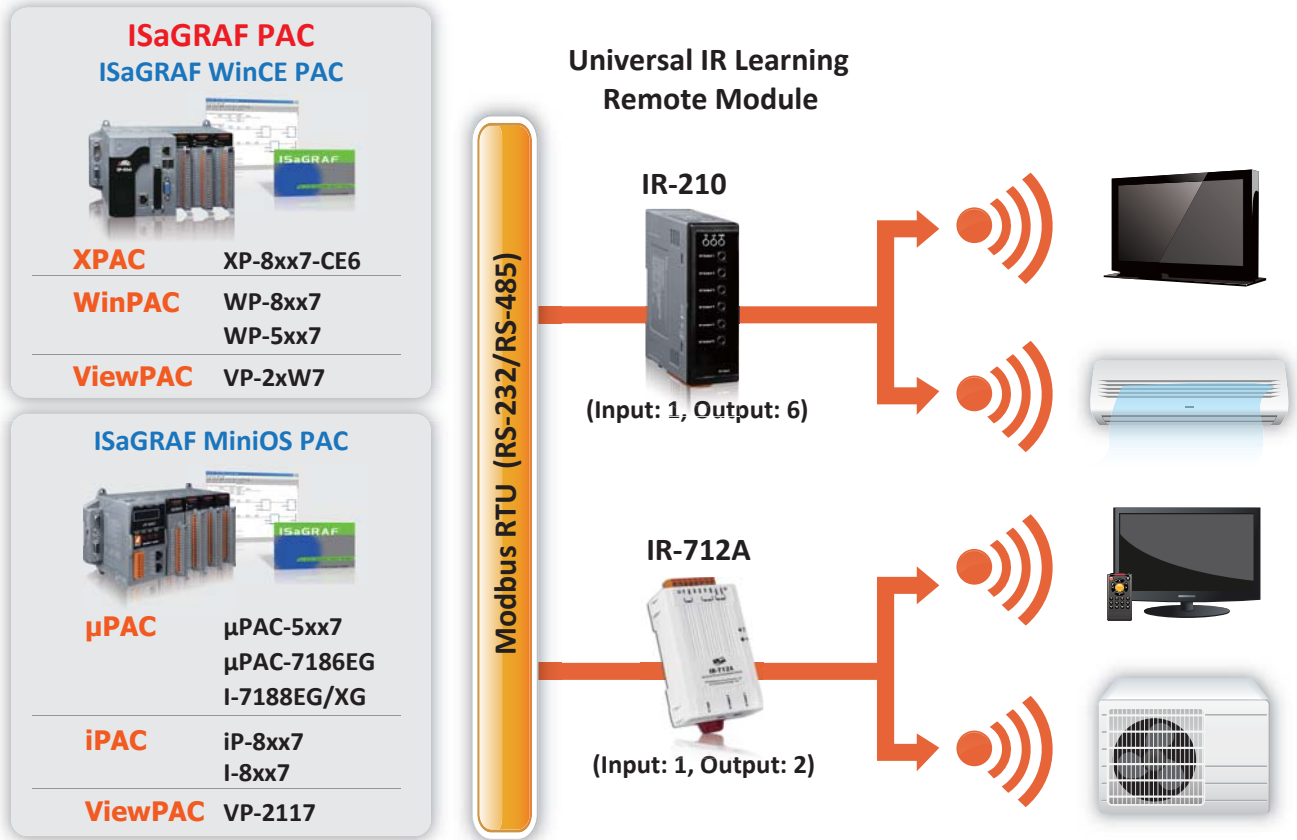 ISaGRAF PAC
ISaGRAF WinCE PAC
ISaGRAF
XPAC XP-8xx7-CE6
WinPAC WP-8xx7
WP-5xx7
ViewPAC VP-2xW7
ISaGRAF MiniOS PAC
ISaGRAF
µPAC µPAC-5xx7
µPAC-7186EG
I-7188EG/XG
iPAC iP-8xx7
I-8xx7
ViewPAC VP-2117
Modbus RTU (RS-232/RS-485)
Universal IR Learning
Remote Module
IR-210
(Input: 1, Output: 6)
IR-712A
IR-712A
(Input: 1, Output: 2)